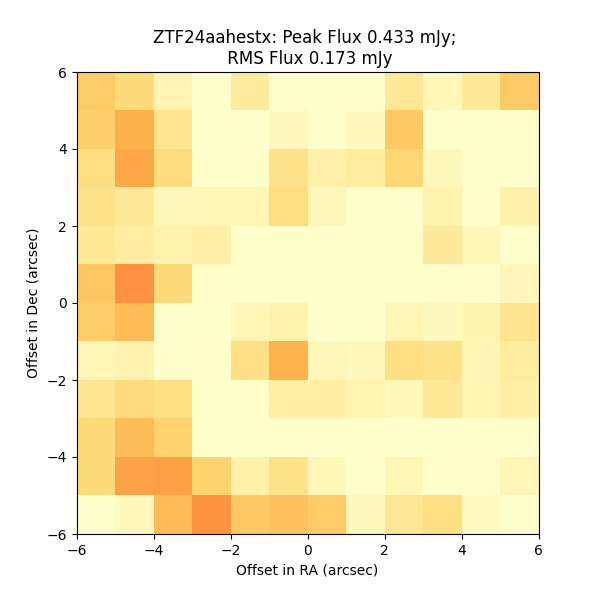 ZTF24aahestx: Peak Flux 0.433 mJy;
RMS Flux 0.173 mJy
6
4
2
0
−2
−4
−6
Offset in Dec (arcsec)
−6 −4 −2 0 2 4 6
Offset in RA (arcsec)